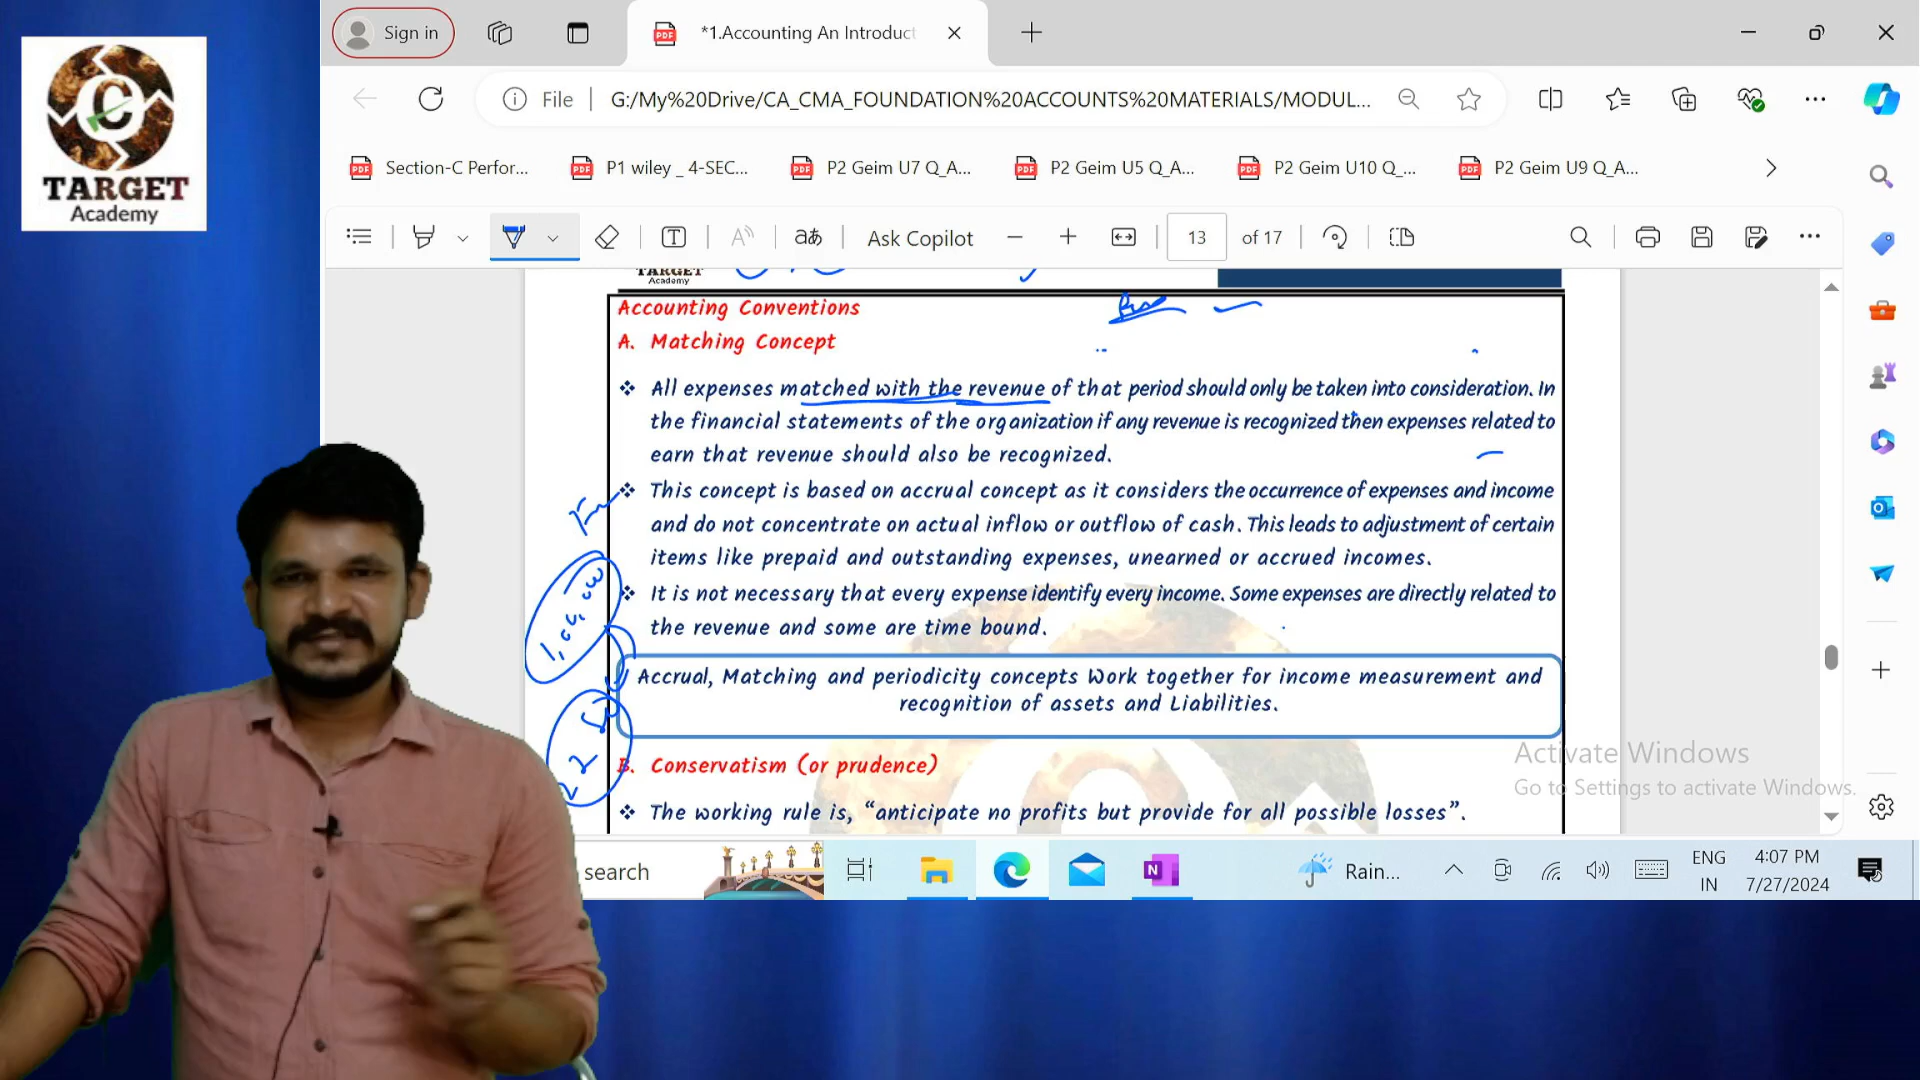 TARGET
Academy
Sign in
*1.Accounting An Introduct
File
G:/My%20Drive/CA_CMA_FOUNDATION%20ACCOUNTS%20MATERIALS/MODUL...
Section-C Perfor...
P1 wiley _ 4-SEC...
P2 Geim U7 Q_A...
P2 Geim U5 Q_A...
P2 Geim U10 Q_...
P2 Geim U9 Q_A...
Ask Copilot
13
of 17
TARGET
Academy
Accounting Conventions
A. Matching Concept
❖ All expenses matched with the revenue of that period should only be taken into consideration. In
the financial statements of the organization if any revenue is recognized then expenses related to
earn that revenue should also be recognized.
❖ This concept is based on accrual concept as it considers the occurrence of expenses and income
and do not concentrate on actual inflow or outflow of cash. This leads to adjustment of certain
items like prepaid and outstanding expenses, unearned or accrued incomes.
❖ It is not necessary that every expense identify every income. Some expenses are directly related to
the revenue and some are time bound.
Accrual, Matching and periodicity concepts Work together for income measurement and
recognition of assets and Liabilities.
B. Conservatism (or prudence)
❖ The working rule is, “anticipate no profits but provide for all possible losses”.
Activate Windows
Go to Settings to activate Windows.
search
Rain...
ENG
IN
4:07 PM
7/27/2024